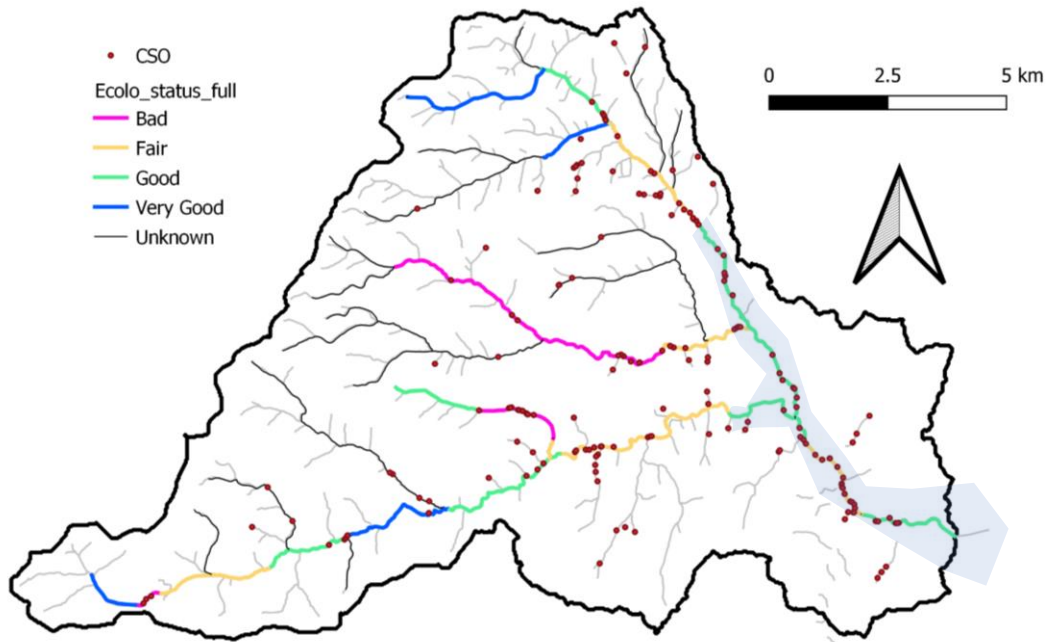 CSO
Ecolo_status_full
Bad
Fair
Good
Very Good
Unknown
0 2.5 5 km